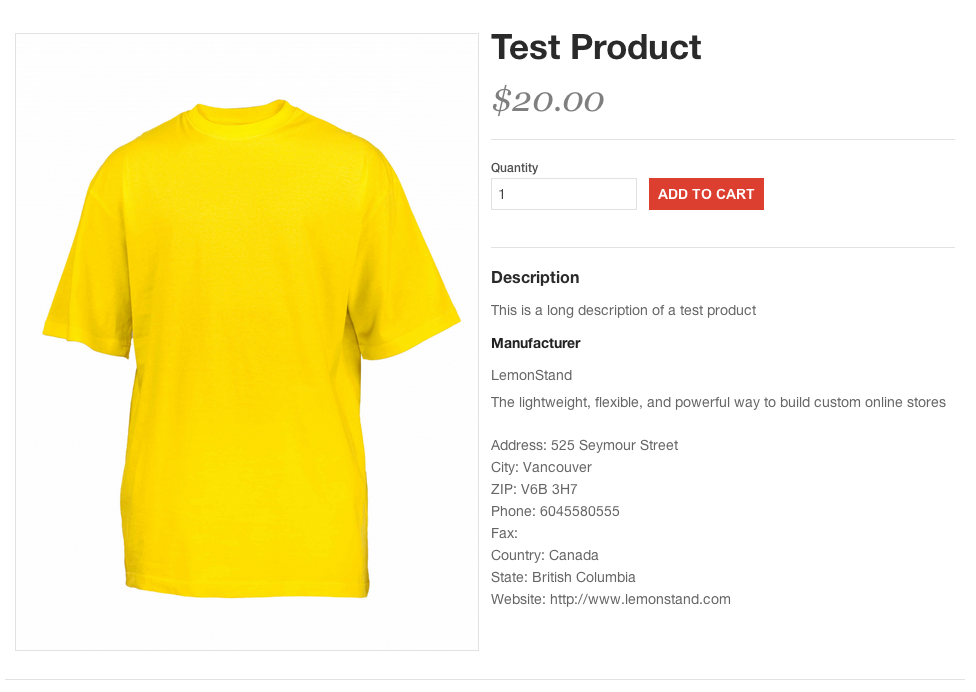 Test Product
$20.00
Quantity
1
ADD TO CART
Description
This is a long description of a test product
Manufacturer
LemonStand
The lightweight, flexible, and powerful way to build custom online stores
Address: 525 Seymour Street
City: Vancouver
ZIP: V6B 3H7
Phone: 6045580555
Fax:
Country: Canada
State: British Columbia
Website: http://www.lemonstand.com